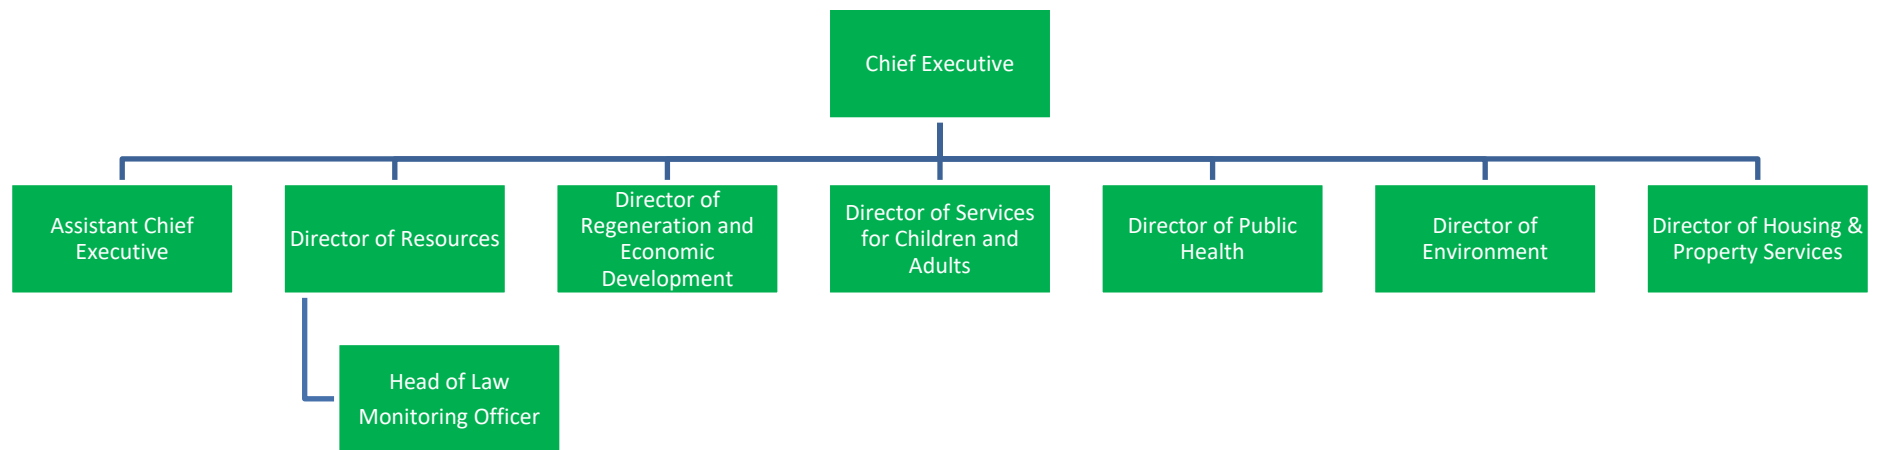 Chief Executive
Assistant Chief
Executive
Director of Resources
Director of
Regeneration and
Economic
Development
Director of Services
for Children and
Adults
Director of Public
Health
Director of
Environment
Director of Housing &
Property Services
Head of Law
Monitoring Officer